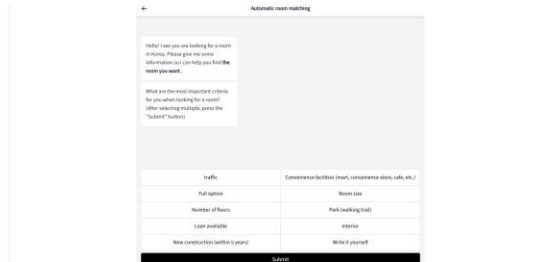 ←
Automatic room matching
Hello! I see you are looking for a room
in Korea. Please give me some
information so I can help you find the
room you want .
What are the most important criteria
for you when looking for a room?
(After selecting multiple, press the
"Submit" button)
traffic
Convenience facilities (mart, convenience store, cafe, etc.)
Full option
Room size
Number of floors
Park (walking trail)
Loan available
Interior
New construction (within 5 years)
Write it yourself
Submit